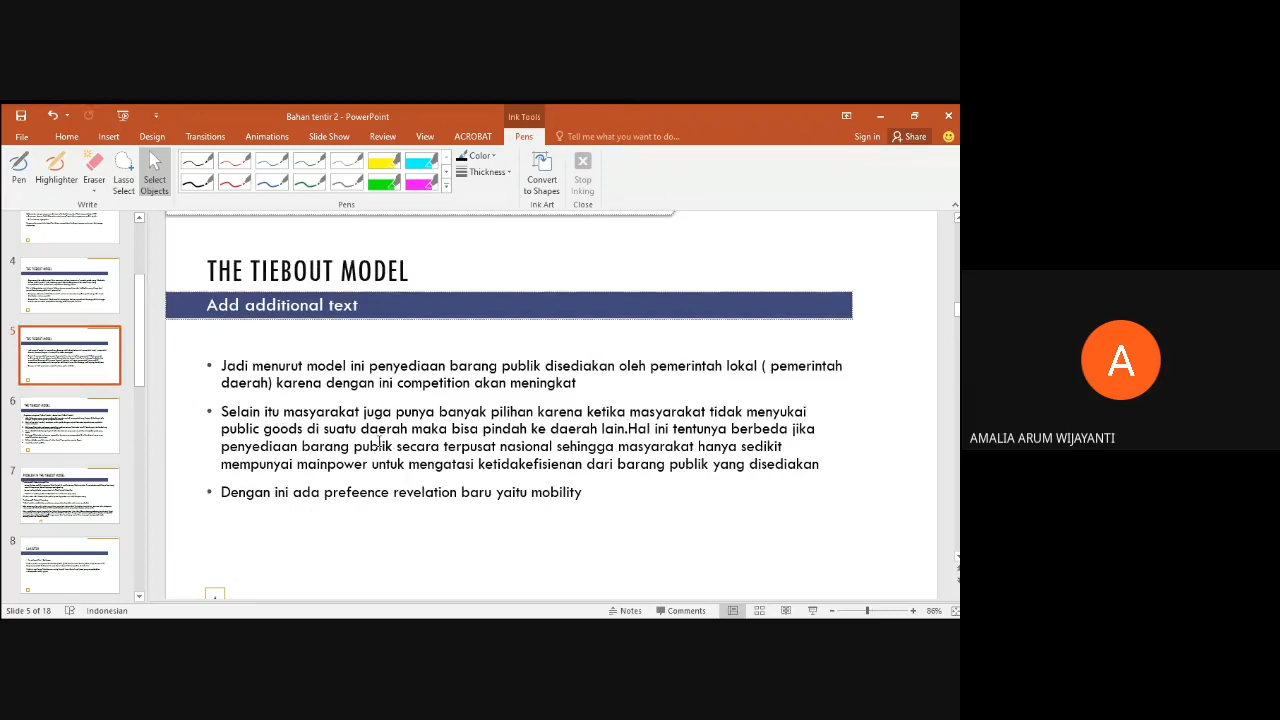 Bahan tentir 2 - PowerPoint
Ink Tools
File
Home
Insert
Design
Transitions
Animations
Slide Show
Review
View
ACROBAT
Pens
Tell me what you want to do...
Sign in
Share
Pen
Highlighter
Eraser
Lasso
Select
Select
Objects
Color
Thickness
Convert
to Shapes
Stop
Inking
Write
Pens
Ink Art
Close
4
5
6
7
8
THE TIEBOUT MODEL
Add additional text
• Jadi menurut model ini penyediaan barang publik disediakan oleh pemerintah lokal ( pemerintah
daerah) karena dengan ini competition akan meningkat
• Selain itu masyarakat juga punya banyak pilihan karena ketika masyarakat tidak menyukai
public goods di suatu daerah maka bisa pindah ke daerah lain.Hal ini tentunya berbeda jika
penyediaan barang publik secara terpusat nasional sehingga masyarakat hanya sedikit
mempunyai mainpower untuk mengatasi ketidakefisienan dari barang publik yang disediakan
• Dengan ini ada prefeence revelation baru yaitu mobility
Slide 5 of 18
Indonesian
Notes
Comments
86%
A
AMALIA ARUM WIJAYANTI